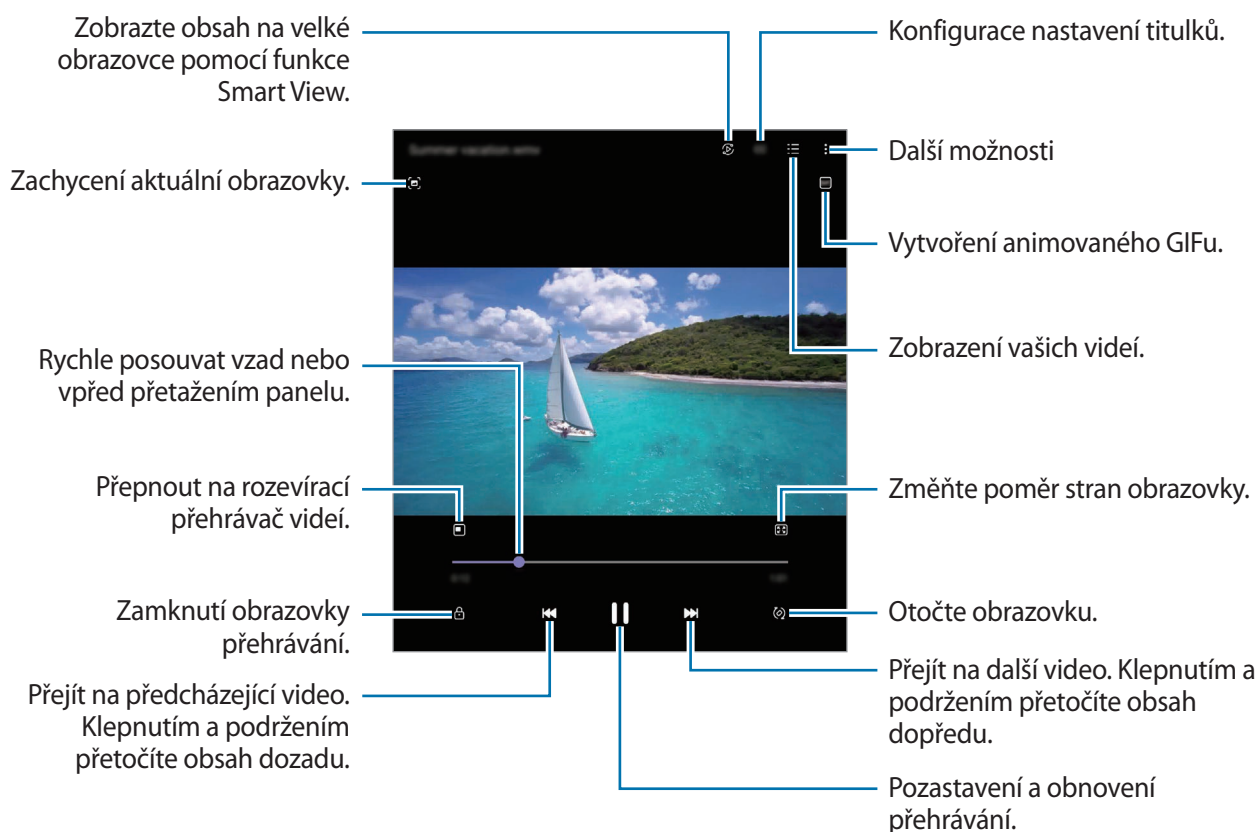 Zobrazte obsah na velké
obrazovce pomocí funkce
Smart View.
Konfigurace nastavení titulků.
Summer vacation.wmv
Další možnosti
Zachycení aktuální obrazovky.
Vytvoření animovaného GIFu.
Zobrazení vašich videí.
Rychle posouvat vzad nebo
vpřed přetažením panelu.
Přepnout na rozevírací
přehrávač videí.
Změňte poměr stran obrazovky.
Zamknutí obrazovky
přehrávání.
Otočte obrazovku.
Přejít na předcházející video.
Klepnutím a podržením
přetočíte obsah dozadu.
Přejít na další video. Klepnutím a
podržením přetočíte obsah
dopředu.
Pozastavení a obnovení
přehrávání.